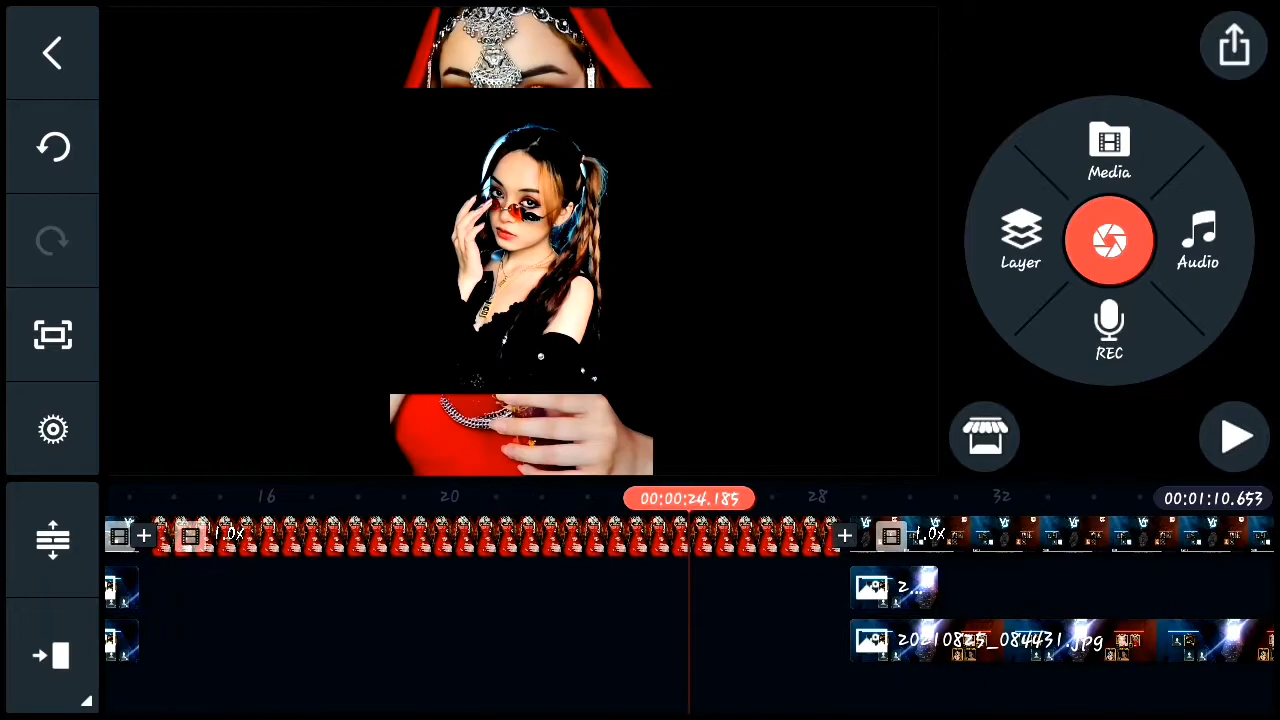 Media
Layer
Audio
REC
16
20
00:00:24.185
28
32
00:01:10.653
1.0x
1.0x
2...
20210825_084431.jpg